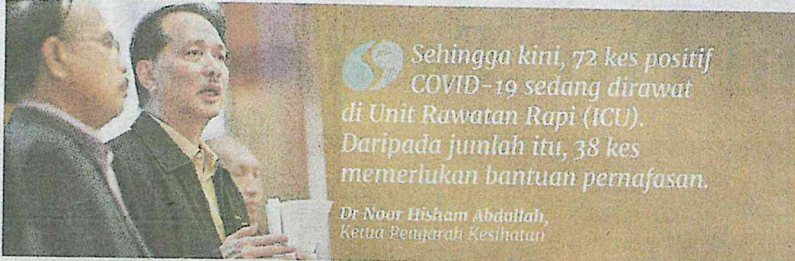 Sehingga kini, 72 kes positif
COVID-19 sedang dirawat
di Unit Rawatan Rapi (ICU).
Daripada jumlah itu, 38 kes
memerlukan bantuan pernafasan.
Dr Noor Hisham Abdullah,
Ketua Pengarah Kesihatan